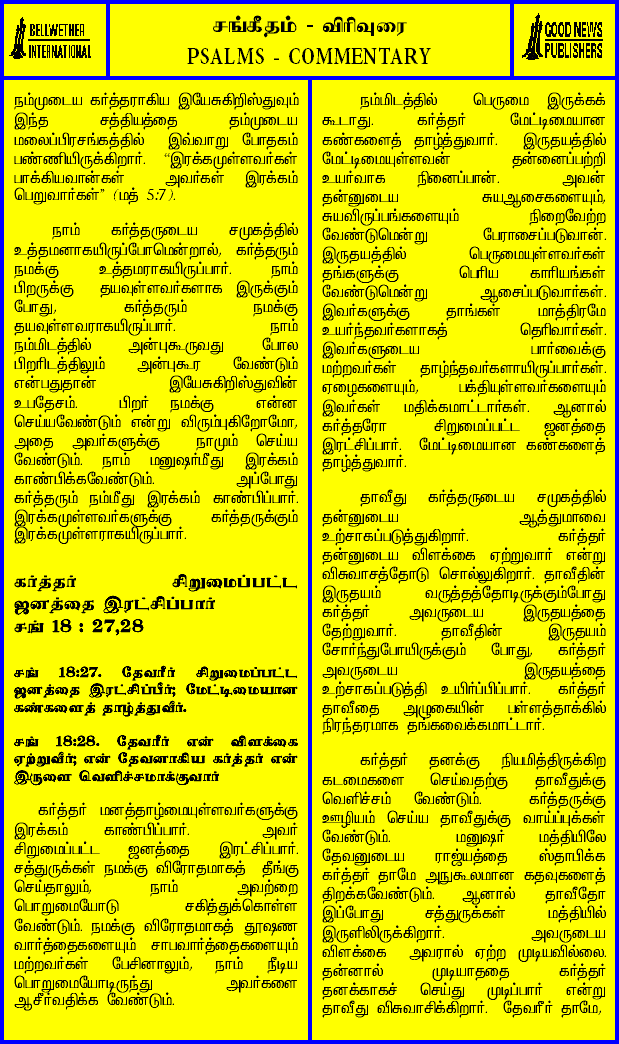 BELLWETHER
INTERNATIONAL
சங்கீதம் - விரிவுரை
PSALMS - COMMENTARY
GOOD NEWS
PUBLISHERS
நம்முடைய கர்த்தராகிய இயேசுகிறிஸ்துவும்
இந்த சத்தியத்தை தம்முடைய
மலைப்பிரசங்கத்தில் இவ்வாறு போதகம்
பண்ணியிருக்கிறார். “இரக்கமுள்ளவர்கள்
பாக்கியவான்கள் அவர்கள் இரக்கம்
பெறுவார்கள்” (மத் 5:7).
நாம் கர்த்தருடைய சமுகத்தில்
உத்தமனாகயிருப்போமென்றால், கர்த்தரும்
நமக்கு உத்தமராகயிருப்பார். நாம்
பிறருக்கு தயவுள்ளவர்களாக இருக்கும்
போது, கர்த்தரும் நமக்கு
தயவுள்ளவராகயிருப்பார். நாம்
நம்மிடத்தில் அன்புகூருவது போல
பிறரிடத்திலும் அன்புகூர வேண்டும்
என்பதுதான் இயேசுகிறிஸ்துவின்
உபதேசம். பிறர் நமக்கு என்ன
செய்யவேண்டும் என்று விரும்புகிறோமோ,
அதை அவர்களுக்கு நாமும் செய்ய
வேண்டும். நாம் மனுஷர்மீது இரக்கம்
காண்பிக்கவேண்டும். அப்போது
கர்த்தரும் நம்மீது இரக்கம் காண்பிப்பார்.
இரக்கமுள்ளவர்களுக்கு கர்த்தருக்கும்
இரக்கமுளராகயிருப்பார்.
கர்த்தர் சிறுமைப்பட்ட
ஜனத்தை இரட்சிப்பார்
சங் 18 : 27,28
சங் 18:27. தேவரீர் சிறுமைப்பட்ட
ஜனத்தை இரட்சிப்பீர்; மேட்டிமையான
கண்களைத் தாழ்த்துவீர்.
சங் 18:28. தேவரீர் என் விளக்கை
ஏற்றுவீர்; என் தேவனாகிய கர்த்தர் என்
இருளை வெளிச்சமாக்குவார்
கர்த்தர் மனத்தாழ்மையுள்ளவர்களுக்கு
இரக்கம் காண்பிப்பார். அவர்
சிறுமைப்பட்ட ஜனத்தை இரட்சிப்பார்.
சத்துருக்கள் நமக்கு விரோதமாகத் தீங்கு
செய்தாலும், நாம் அவற்றை
பொறுமையோடு சகித்துக்கொள்ள
வேண்டும். நமக்கு விரோதமாகத் தூஷண
வார்த்தைகளையும் சாபவார்த்தைகளையும்
மற்றவர்கள் பேசினாலும், நாம் நீடிய
பொறுமையோடிருந்து அவர்களை
ஆசீர்வதிக்க வேண்டும்.
நம்மிடத்தில் பெருமை இருக்கக்
கூடாது. கர்த்தர் மேட்டிமையான
கண்களைத் தாழ்த்துவார். இருதயத்தில்
மேட்டிமையுள்ளவன் தன்னைப்பற்றி
உயர்வாக நினைப்பான். அவன்
தன்னுடைய சுயஆசைகளையும்,
சுயவிருப்பங்களையும் நிறைவேற்ற
வேண்டுமென்று பேராசைப்படுவான்.
இருதயத்தில் பெருமையுள்ளவர்கள்
தங்களுக்கு பெரிய காரியங்கள்
வேண்டுமென்று ஆசைப்படுவார்கள்.
இவர்களுக்கு தாங்கள் மாத்திரமே
உயர்ந்தவர்களாகத் தெரிவார்கள்.
இவர்களுடைய பார்வைக்கு
மற்றவர்கள் தாழ்ந்தவர்களாயிருப்பார்கள்.
ஏழைகளையும், பக்தியுள்ளவர்களையும்
இவர்கள் மதிக்கமாட்டார்கள். ஆனால்
கர்த்தரோ சிறுமைப்பட்ட ஜனத்தை
இரட்சிப்பார். மேட்டிமையான கண்களைத்
தாழ்த்துவார்.
தாவீது கர்த்தருடைய சமுகத்தில்
தன்னுடைய ஆத்துமாவை
உற்சாகப்படுத்துகிறார். கர்த்தர்
தன்னுடைய விளக்கை ஏற்றுவார் என்று
விசுவாசத்தோடு சொல்லுகிறார். தாவீதின்
இருதயம் வருத்தத்தோடிருக்கும்போது
கர்த்தர் அவருடைய இருதயத்தை
தேற்றுவார். தாவீதின் இருதயம்
சோர்ந்துபோயிருக்கும் போது, கர்த்தர்
அவருடைய இருதயத்தை
உற்சாகப்படுத்தி உயிர்ப்பிப்பார். கர்த்தர்
தாவீதை அழுகையின் பள்ளத்தாக்கில்
நிரந்தரமாக தங்கவைக்கமாட்டார்.
கர்த்தர் தனக்கு நியமித்திருக்கிற
கடமைகளை செய்வதற்கு தாவீதுக்கு
வெளிச்சம் வேண்டும். கர்த்தருக்கு
ஊழியம் செய்ய தாவீதுக்கு வாய்ப்புக்கள்
வேண்டும். மனுஷர் மத்தியிலே
தேவனுடைய ராஜ்யத்தை ஸ்தாபிக்க
கர்த்தர் தாமே அநுகூலமான கதவுகளைத்
திறக்கவேண்டும். ஆனால் தாவீதோ
இப்போது சத்துருக்கள் மத்தியில்
இருளிலிருக்கிறார். அவருடைய
விளக்கை அவரால் ஏற்ற முடியவில்லை.
தன்னால் முடியாததை கர்த்தர்
தனக்காகச் செய்து முடிப்பார் என்று
தாவீது விசுவாசிக்கிறார். தேவரீர் தாமே,